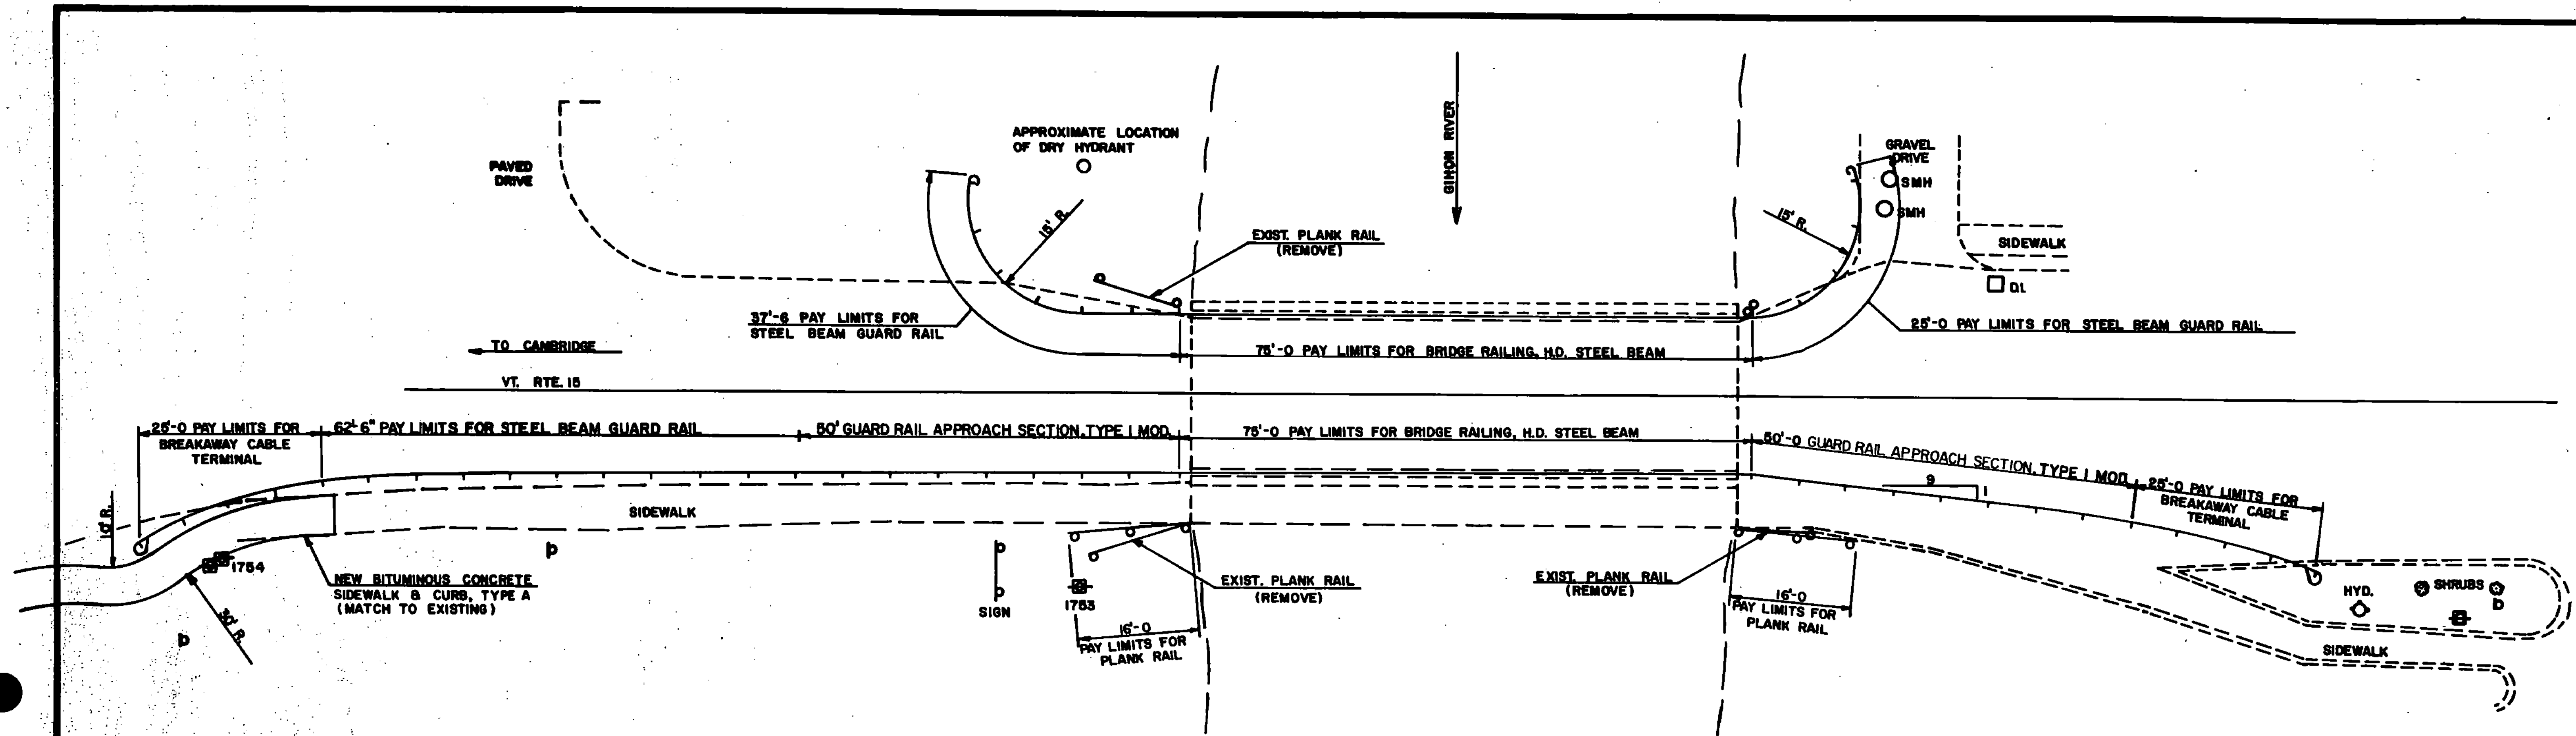 APPROXIMATE LOCATION
OF DRY HYDRANT
PAVED
DRIVE
GIHON RIVER
GRAVEL
DRIVE
SMH
SMH
15' R.
15' R.
EXIST. PLANK RAIL
(REMOVE)
SIDEWALK
D.I.
37'-6 PAY LIMITS FOR
STEEL BEAM GUARD RAIL
25'-0 PAY LIMITS FOR STEEL BEAM GUARD RAIL
TO CAMBRIDGE
75'-0 PAY LIMITS FOR BRIDGE RAILING, H.D. STEEL BEAM
VT. RTE. 15
25'-0 PAY LIMITS FOR
BREAKAWAY CABLE
TERMINAL
62'-6" PAY LIMITS FOR STEEL BEAM GUARD RAIL
50' GUARD RAIL APPROACH SECTION, TYPE I MOD.
75'-0 PAY LIMITS FOR BRIDGE RAILING, H.D. STEEL BEAM
50'-0 GUARD RAIL APPROACH SECTION, TYPE I MOD.
25'-0 PAY LIMITS FOR
BREAKAWAY CABLE
TERMINAL
9
1
10' R.
SIDEWALK
1754
NEW BITUMINOUS CONCRETE
SIDEWALK & CURB, TYPE A
(MATCH TO EXISTING)
30' R.
SIGN
1753
EXIST. PLANK RAIL
(REMOVE)
16'-0
PAY LIMITS FOR
PLANK RAIL
EXIST. PLANK RAIL
(REMOVE)
16'-0
PAY LIMITS FOR
PLANK RAIL
HYD.
SHRUBS
SIDEWALK